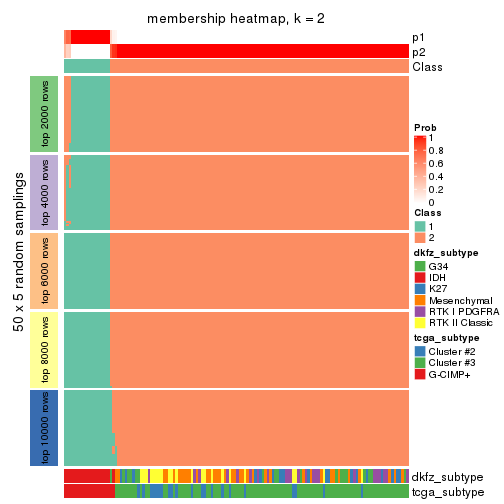 membership heatmap, k = 2
p1
p2
Class
50 x 5 random samplings
top 2000 rows
top 4000 rows
top 6000 rows
top 8000 rows
top 10000 rows
Prob
1
0.8
0.6
0.4
0.2
0
Class
1
2
dkfz_subtype
G34
IDH
K27
Mesenchymal
RTK I PDGFRA
RTK II Classic
tcga_subtype
Cluster #2
Cluster #3
G-CIMP+
dkfz_subtype
tcga_subtype